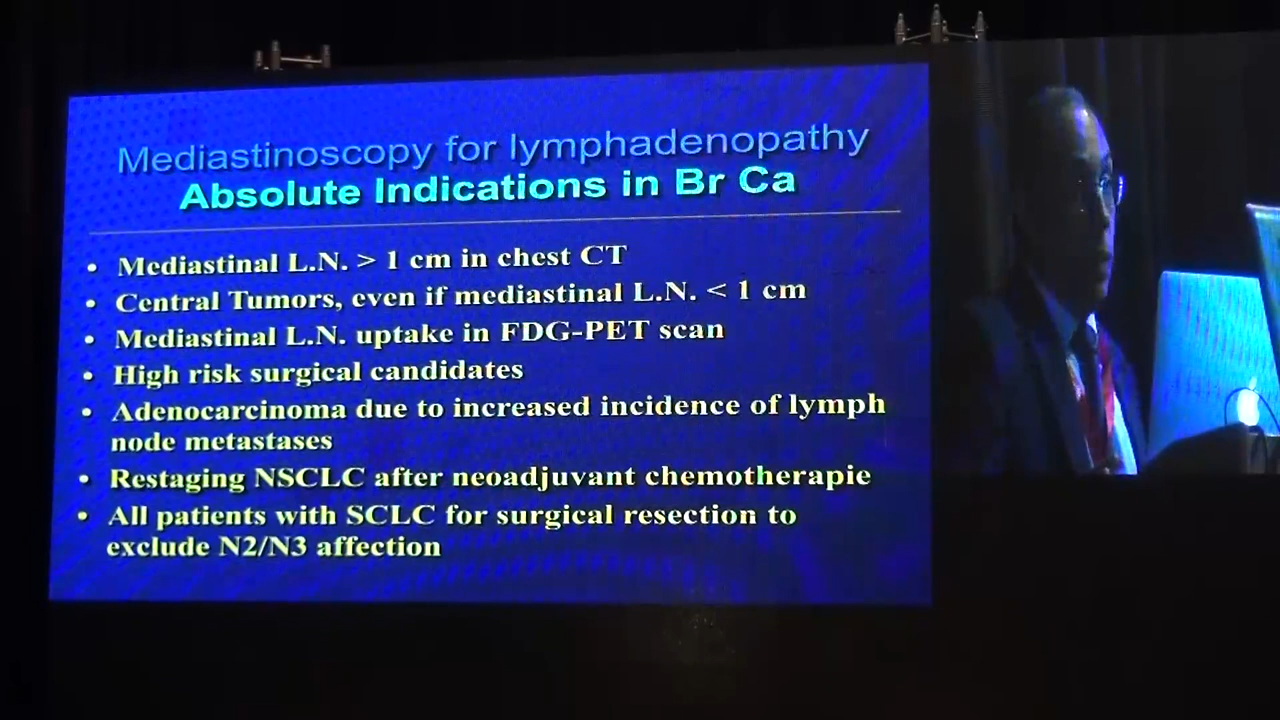 Mediastinoscopy for lymphadenopathy
Absolute Indications in Br Ca
• Mediastinal L.N. > 1 cm in chest CT
• Central Tumors, even if mediastinal L.N. < 1 cm
• Mediastinal L.N. uptake in FDG-PET scan
• High risk surgical candidates
• Adenocarcinoma due to increased incidence of lymph
node metastases
• Restaging NSCLC after neoadjuvant chemotherapie
• All patients with SCLC for surgical resection to
exclude N2/N3 affection